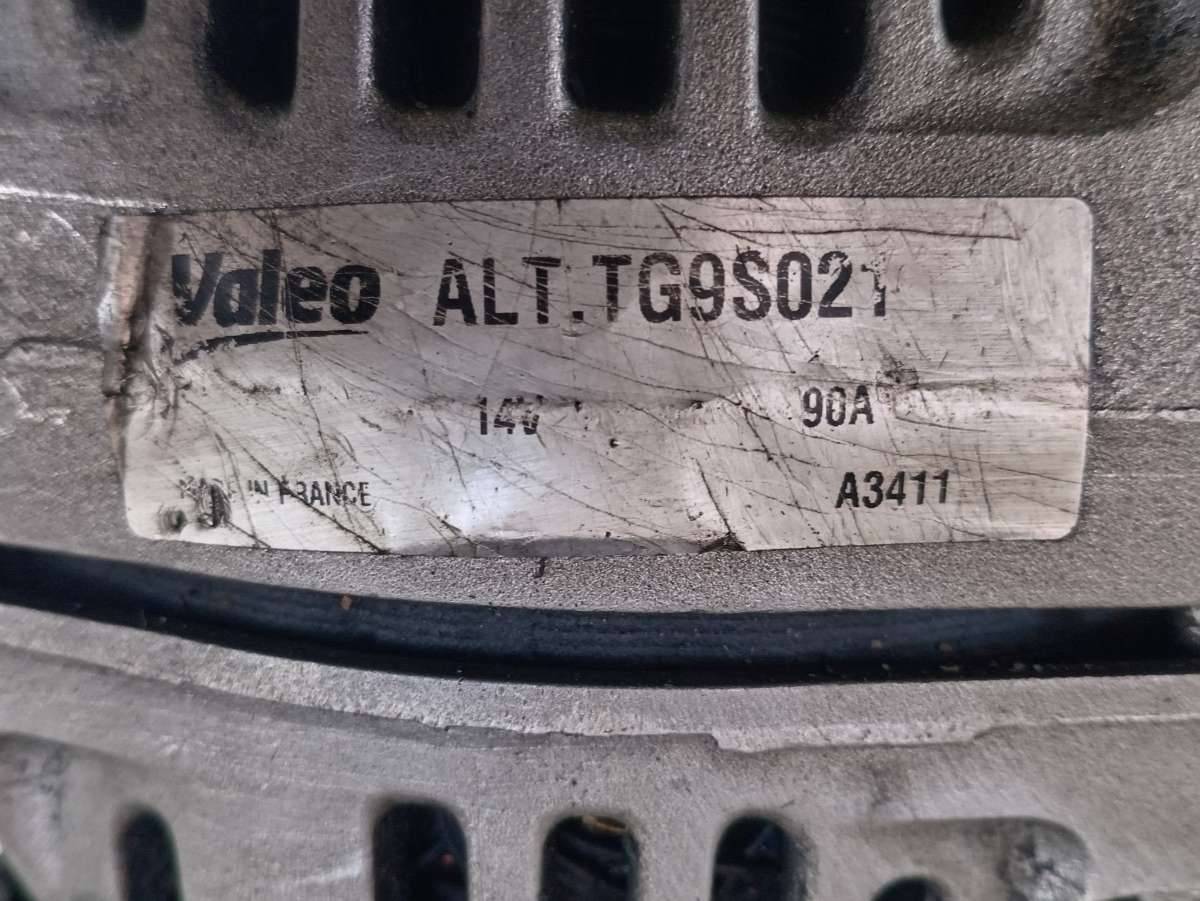 Valeo ALT.TG9S021
14V 90A
IN FRANCE A3411